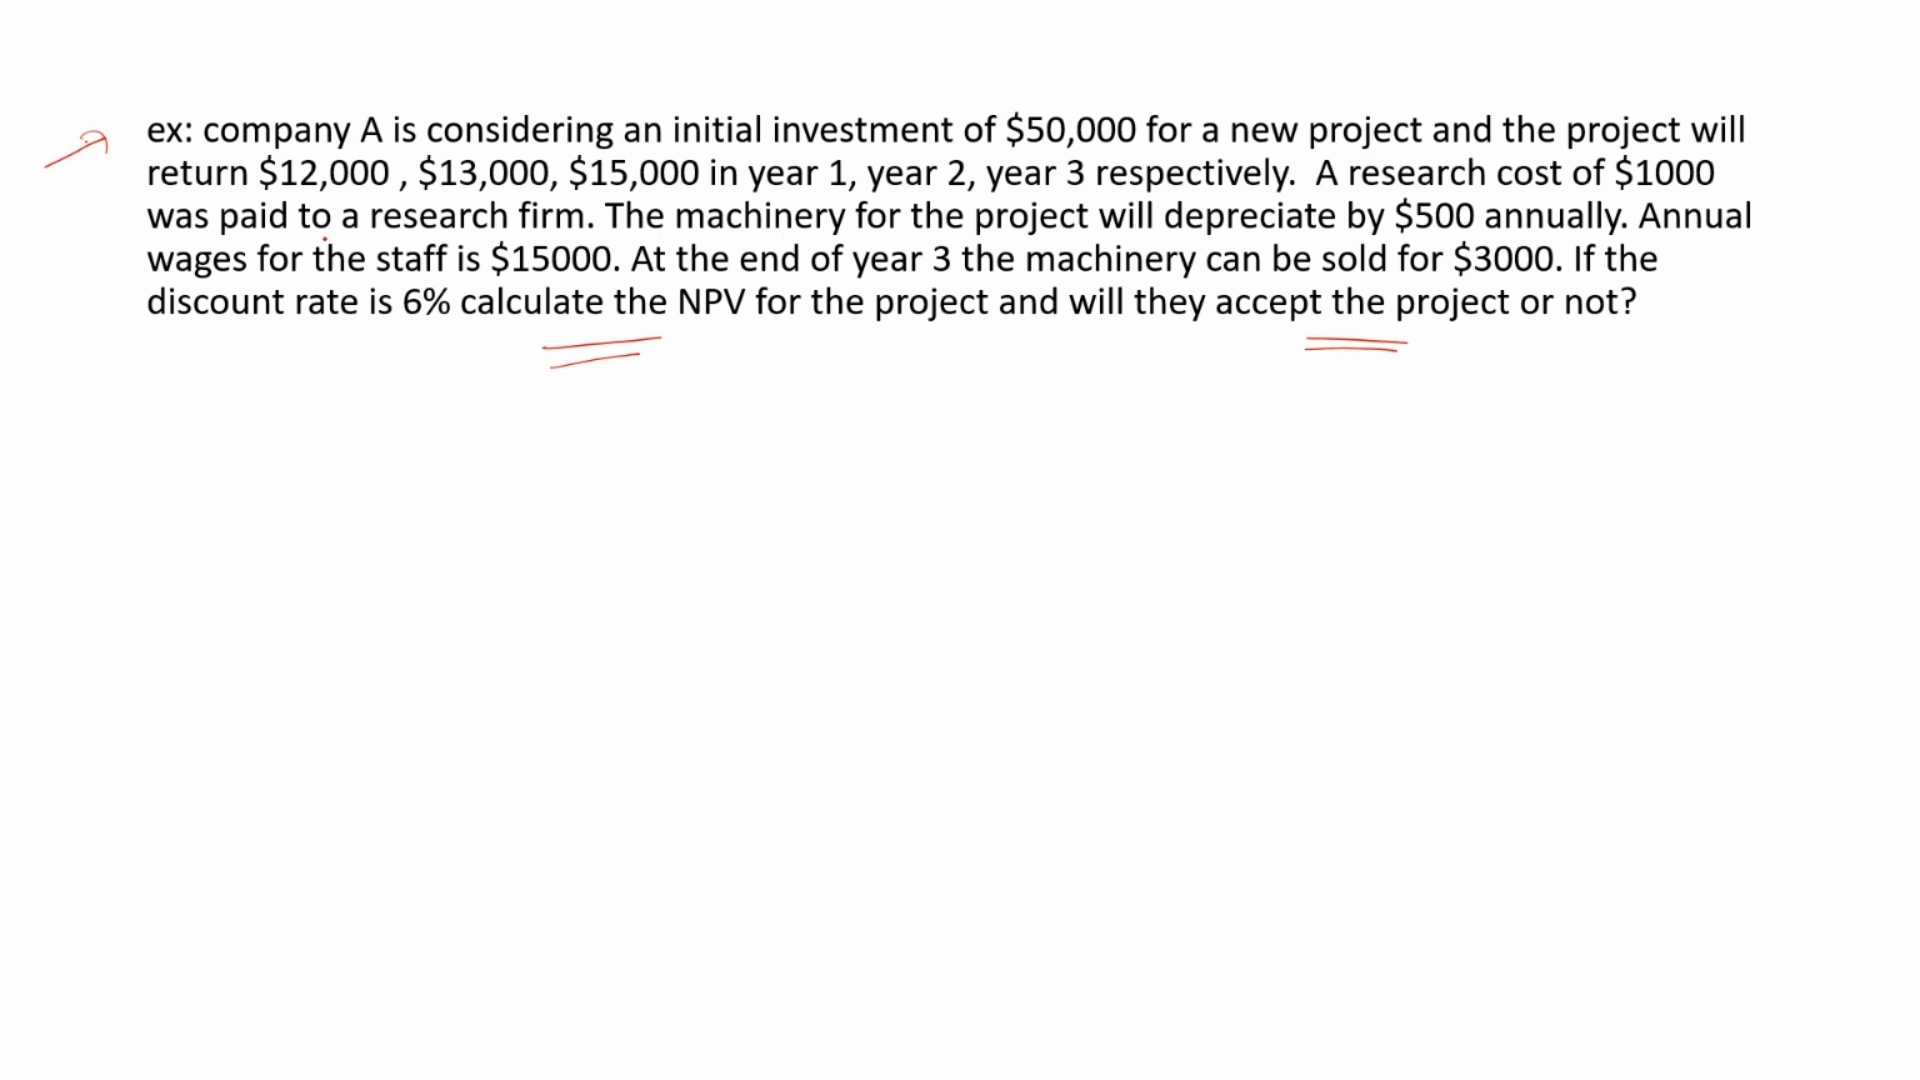 ex: company A is considering an initial investment of $50,000 for a new project and the project will
return $12,000 , $13,000, $15,000 in year 1, year 2, year 3 respectively.  A research cost of $1000
was paid to a research firm. The machinery for the project will depreciate by $500 annually. Annual
wages for the staff is $15000. At the end of year 3 the machinery can be sold for $3000. If the
discount rate is 6% calculate the NPV for the project and will they accept the project or not?